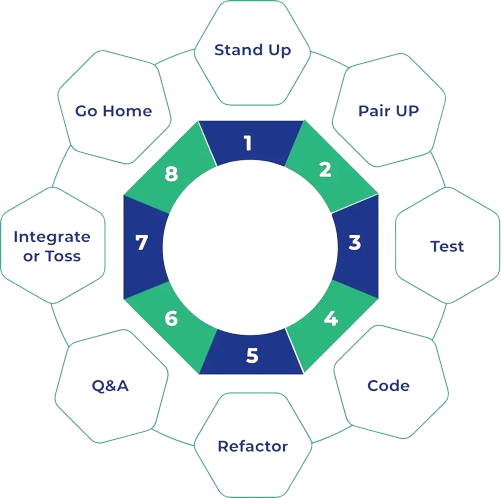 Stand Up
Pair UP
Test
Code
Refactor
Q&A
Integrate
or Toss
Go Home
1
2
3
4
5
6
7
8